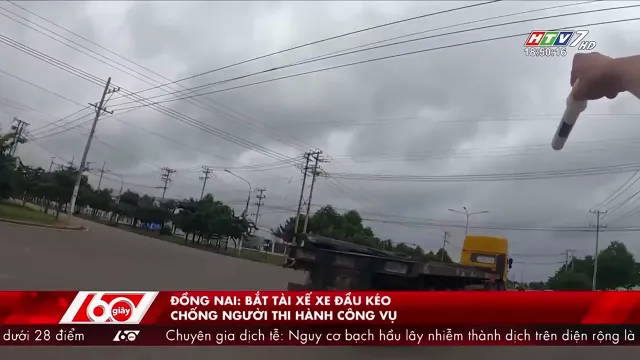 HTV7 HD
18:50:16
60 giây
ĐỒNG NAI: BẮT TÀI XẾ XE ĐẦU KÉO
CHỐNG NGƯỜI THI HÀNH CÔNG VỤ
dưới 28 điểm 60 giây Chuyên gia dịch tễ: Nguy cơ bạch hầu lây nhiễm thành dịch trên diện rộng là